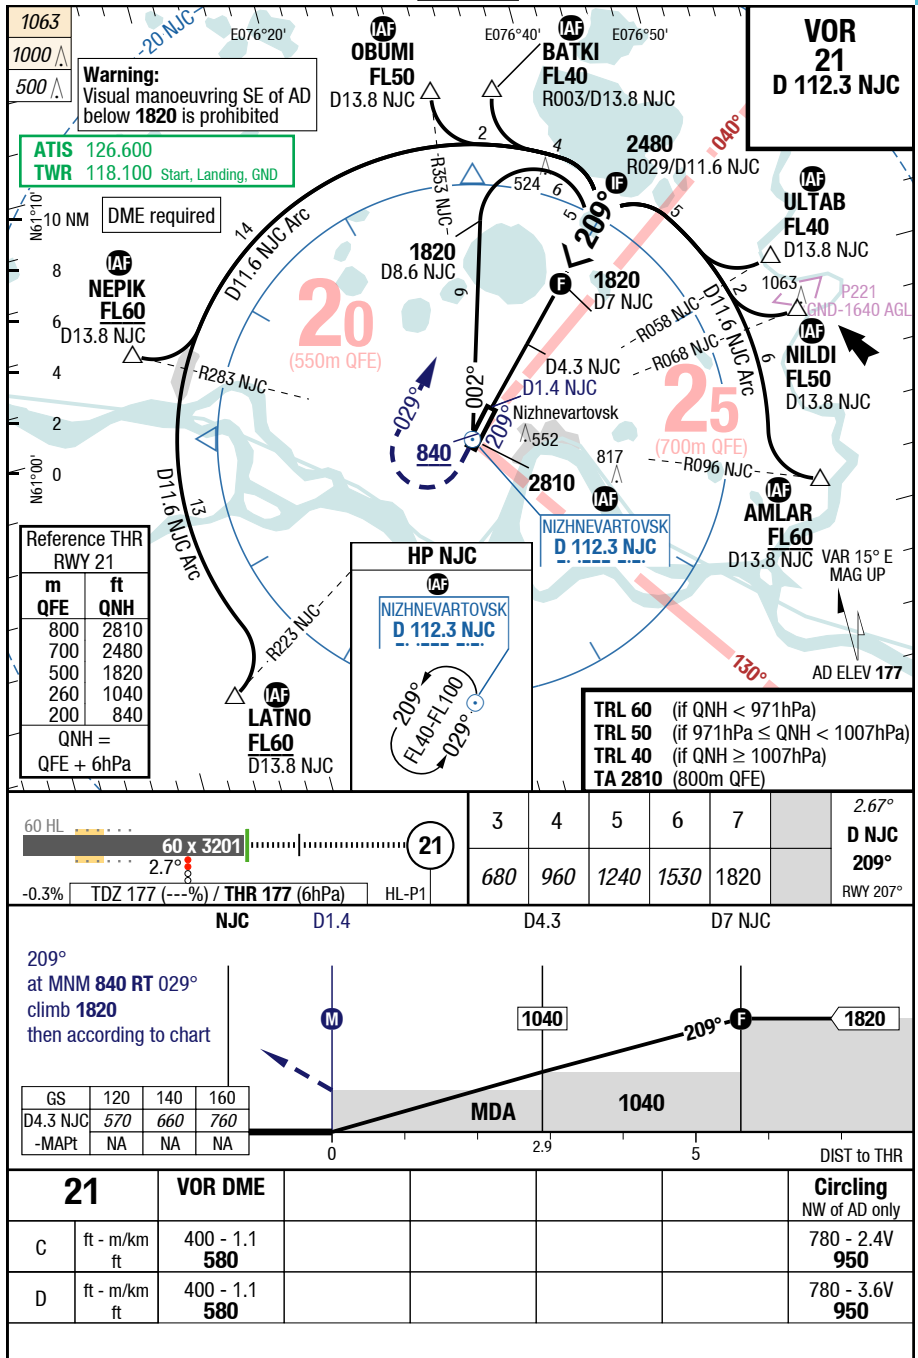 1063
1000
500
20 NJC
E076°20'
E076°40'
E076°50'
IAF
OBUMI
FL50
D13.8 NJC
IAF
BATKI
FL40
R003/D13.8 NJC
VOR
21
D 112.3 NJC
Warning:
Visual manoeuvring SE of AD
below 1820 is prohibited
ATIS 126.600
TWR 118.100 Start, Landing, GND
DME required
N61°10'
10 NM
8
6
4
2
0
N61°00'
2
4
524
6
5
5
14
D11.6 NJC Arc
R353 NJC
IF
2480
R029/D11.6 NJC
040°
IAF
ULTAB
FL40
D13.8 NJC
1820
D8.6 NJC
9
< 209°
F
1820
D7 NJC
IAF
NEPIK
FL60
D13.8 NJC
20
(550m QFE)
R283 NJC
1063
P221
GND-1640 AGL
R058 NJC
R068 NJC
2
D11.6 NJC Arc
6
IAF
NILDI
FL50
D13.8 NJC
D4.3 NJC
D1.4 NJC
Nizhnevartovsk
552
25
(700m QFE)
029°
002°
209°
840
2810
817
IAF
NIZHNEVARTOVSK
D 112.3 NJC
R096 NJC
IAF
AMLAR
FL60
D13.8 NJC
VAR 15° E
MAG UP
AD ELEV 177
130°
13
D11.6 NJC Arc
R223 NJC
IAF
LATNO
FL60
D13.8 NJC
Reference THR
RWY 21
m ft
QFE QNH
800 2810
700 2480
500 1820
260 1040
200 840
QNH =
QFE + 6hPa
HP NJC
IAF
NIZHNEVARTOVSK
D 112.3 NJC
209°
FL40-FL100
029°
TRL 60 (if QNH < 971hPa)
TRL 50 (if 971hPa ≤ QNH < 1007hPa)
TRL 40 (if QNH ≥ 1007hPa)
TA 2810 (800m QFE)
60 HL
60 x 3201
21
2.7°
-0.3% TDZ 177 (---%) / THR 177 (6hPa) HL-P1
3 4 5 6 7
680 960 1240 1530 1820
2.67°
D NJC
209°
RWY 207°
NJC D1.4 D4.3 D7 NJC
209°
at MNM 840 RT 029°
climb 1820
then according to chart
M
1040
209°
F
1820
MDA
1040
GS 120 140 160
D4.3 NJC 570 660 760
-MAPt NA NA NA
0 2.9 5 DIST to THR
21 VOR DME Circling
NW of AD only
C ft - m/km 400 - 1.1 780 - 2.4V
ft 580 950
D ft - m/km 400 - 1.1 780 - 3.6V
ft 580 950